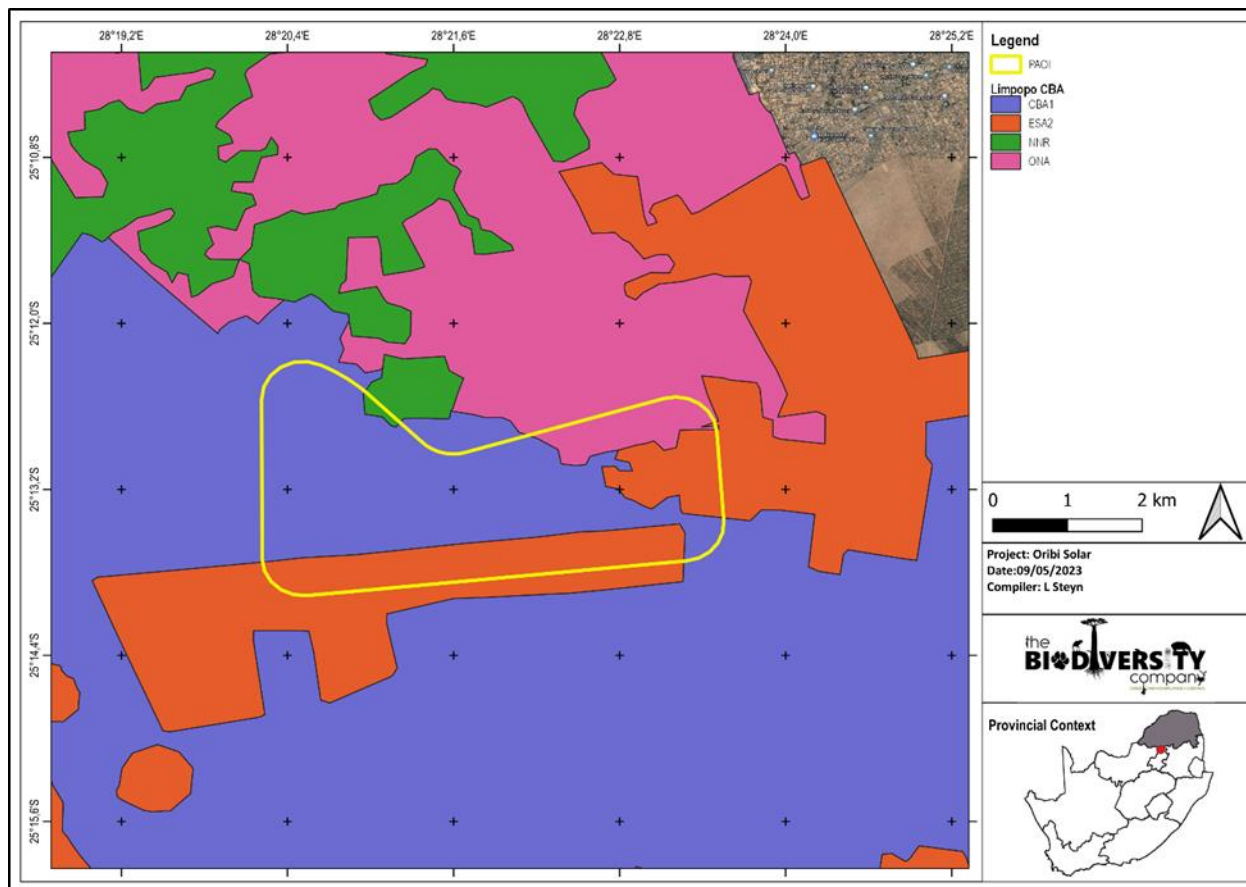 28°19,2'E 28°20,4'E 28°21,6'E 28°22,8'E 28°24,0'E 28°25,2'E
25°10,8'S
25°12,0'S
25°13,2'S
25°14,4'S
25°15,6'S
Legend
PAOI
Limpopo CBA
CBA1
ESA2
NNR
ONA
0 1 2 km
Project: Oribi Solar
Date:09/05/2023
Compiler: L Steyn
the
BIODIVERSITY
company
Provincial Context